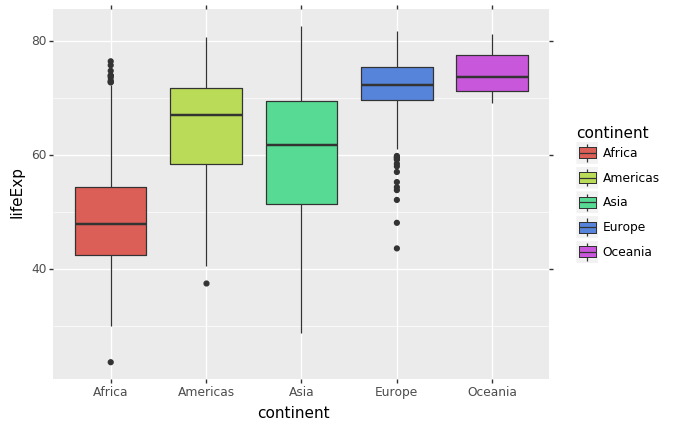 80
60
40
lifeExp
Africa
Americas
Asia
Europe
Oceania
continent
continent
Africa
Americas
Asia
Europe
Oceania